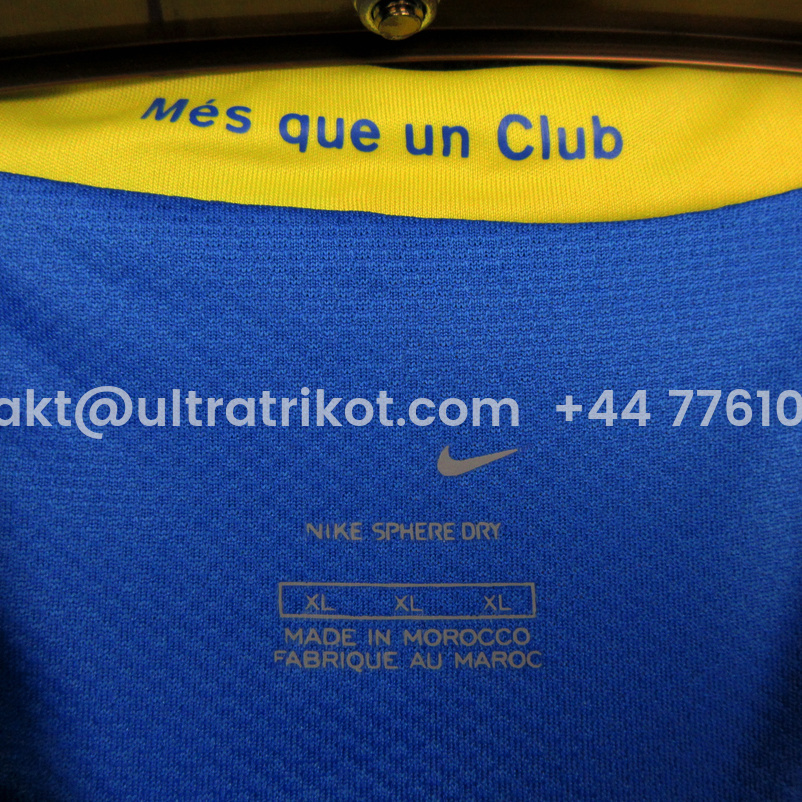 Més que un Club
akt@ultratrikot.com +44 77610
NIKE SPHERE DRY
XL XL XL
MADE IN MOROCCO
FABRIQUE AU MAROC